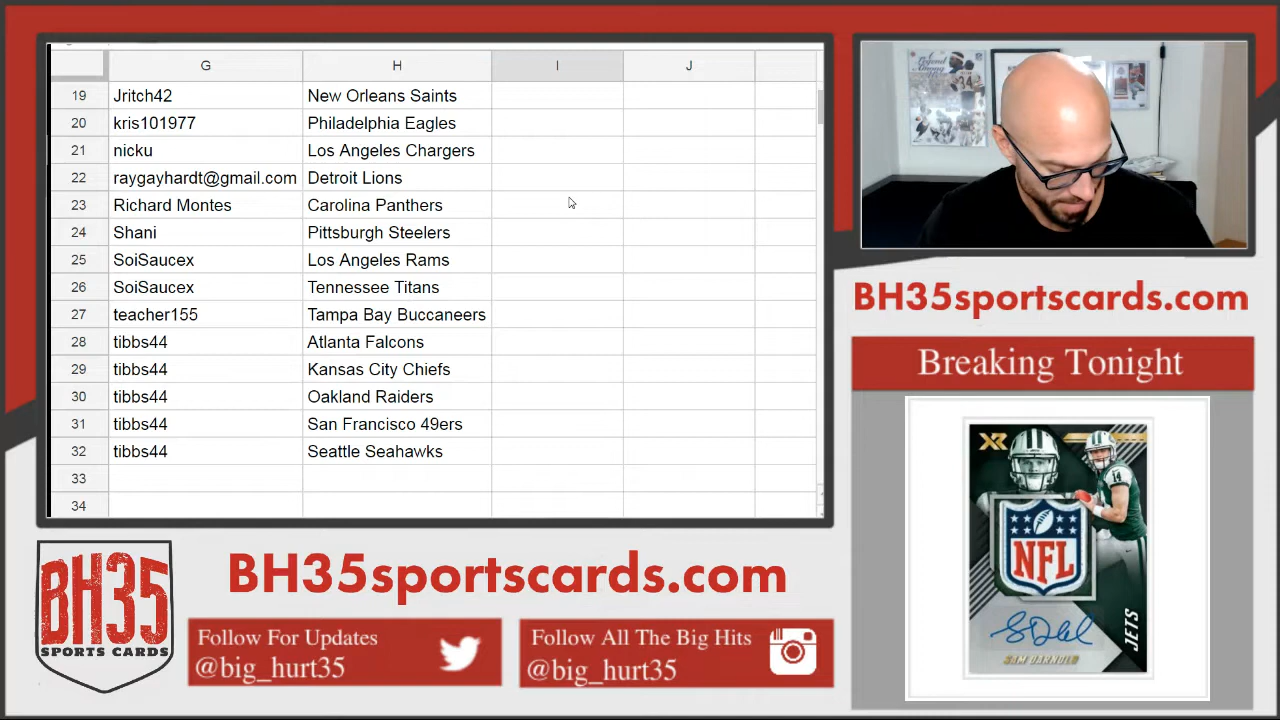 G H I J
19 Jritch42 New Orleans Saints
20 kris101977 Philadelphia Eagles
21 nicku Los Angeles Chargers
22 raygayhardt@gmail.com Detroit Lions
23 Richard Montes Carolina Panthers
24 Shani Pittsburgh Steelers
25 SoiSaucex Los Angeles Rams
26 SoiSaucex Tennessee Titans
27 teacher155 Tampa Bay Buccaneers
28 tibbs44 Atlanta Falcons
29 tibbs44 Kansas City Chiefs
30 tibbs44 Oakland Raiders
31 tibbs44 San Francisco 49ers
32 tibbs44 Seattle Seahawks
33
34
34
BH35sportscards.com
Breaking Tonight
XR
14
NFL
JETS
SAM DARNOLD
BH35
SPORTS CARDS
BH35sportscards.com
Follow For Updates
@big_hurt35
Follow All The Big Hits
@big_hurt35